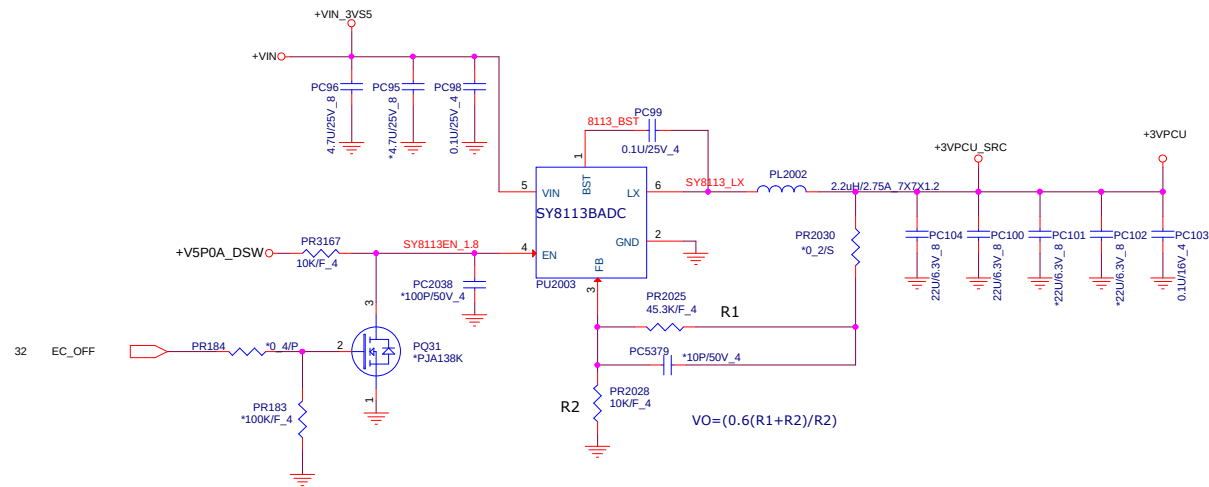 +VIN_3VS5
+VIN
PC96
4.7U/25V_8
PC95
*4.7U/25V_8
PC98
0.1U/25V_4
8113_BST
PC99
0.1U/25V_4
1
BST
5
VIN
SY8113BADC
LX
6
SY8113_LX
PL2002
2.2uH/2.75A_7X7X1.2
+3VPCU_SRC
+3VPCU
GND
2
+V5P0A_DSW
PR3167
10K/F_4
SY8113EN_1.8
4
EN
FB
3
PU2003
PC2038
*100P/50V_4
PR2030
*0_2/S
PC104
22U/6.3V_8
PC100
22U/6.3V_8
PC101
*22U/6.3V_8
PC102
*22U/6.3V_8
PC103
0.1U/16V_4
PR2025
45.3K/F_4
R1
PC5379
*10P/50V_4
32
EC_OFF
PR184
*0_4/P
3
2
1
PQ31
*PJA138K
PR183
*100K/F_4
R2
PR2028
10K/F_4
VO=(0.6(R1+R2)/R2)